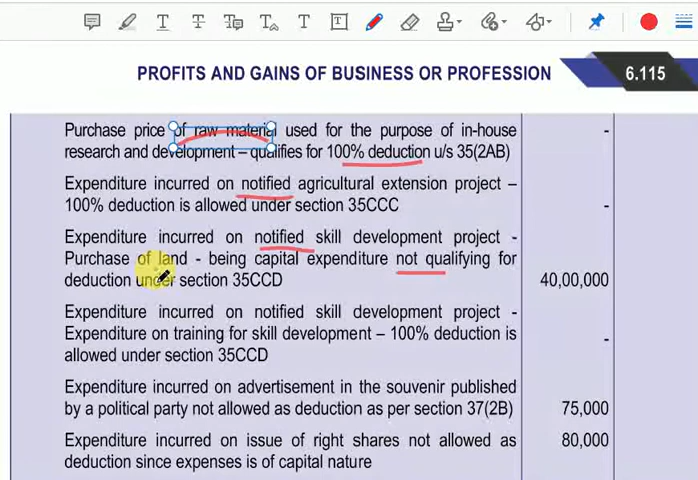 PROFITS AND GAINS OF BUSINESS OR PROFESSION 6.115
Purchase price of raw material used for the purpose of in-house -
research and development – qualifies for 100% deduction u/s 35(2AB)
Expenditure incurred on notified agricultural extension project –
100% deduction is allowed under section 35CCC -
Expenditure incurred on notified skill development project -
Purchase of land - being capital expenditure not qualifying for
deduction under section 35CCD 40,00,000
Expenditure incurred on notified skill development project -
Expenditure on training for skill development – 100% deduction is -
allowed under section 35CCD
Expenditure incurred on advertisement in the souvenir published
by a political party not allowed as deduction as per section 37(2B) 75,000
Expenditure incurred on issue of right shares not allowed as 80,000
deduction since expenses is of capital nature